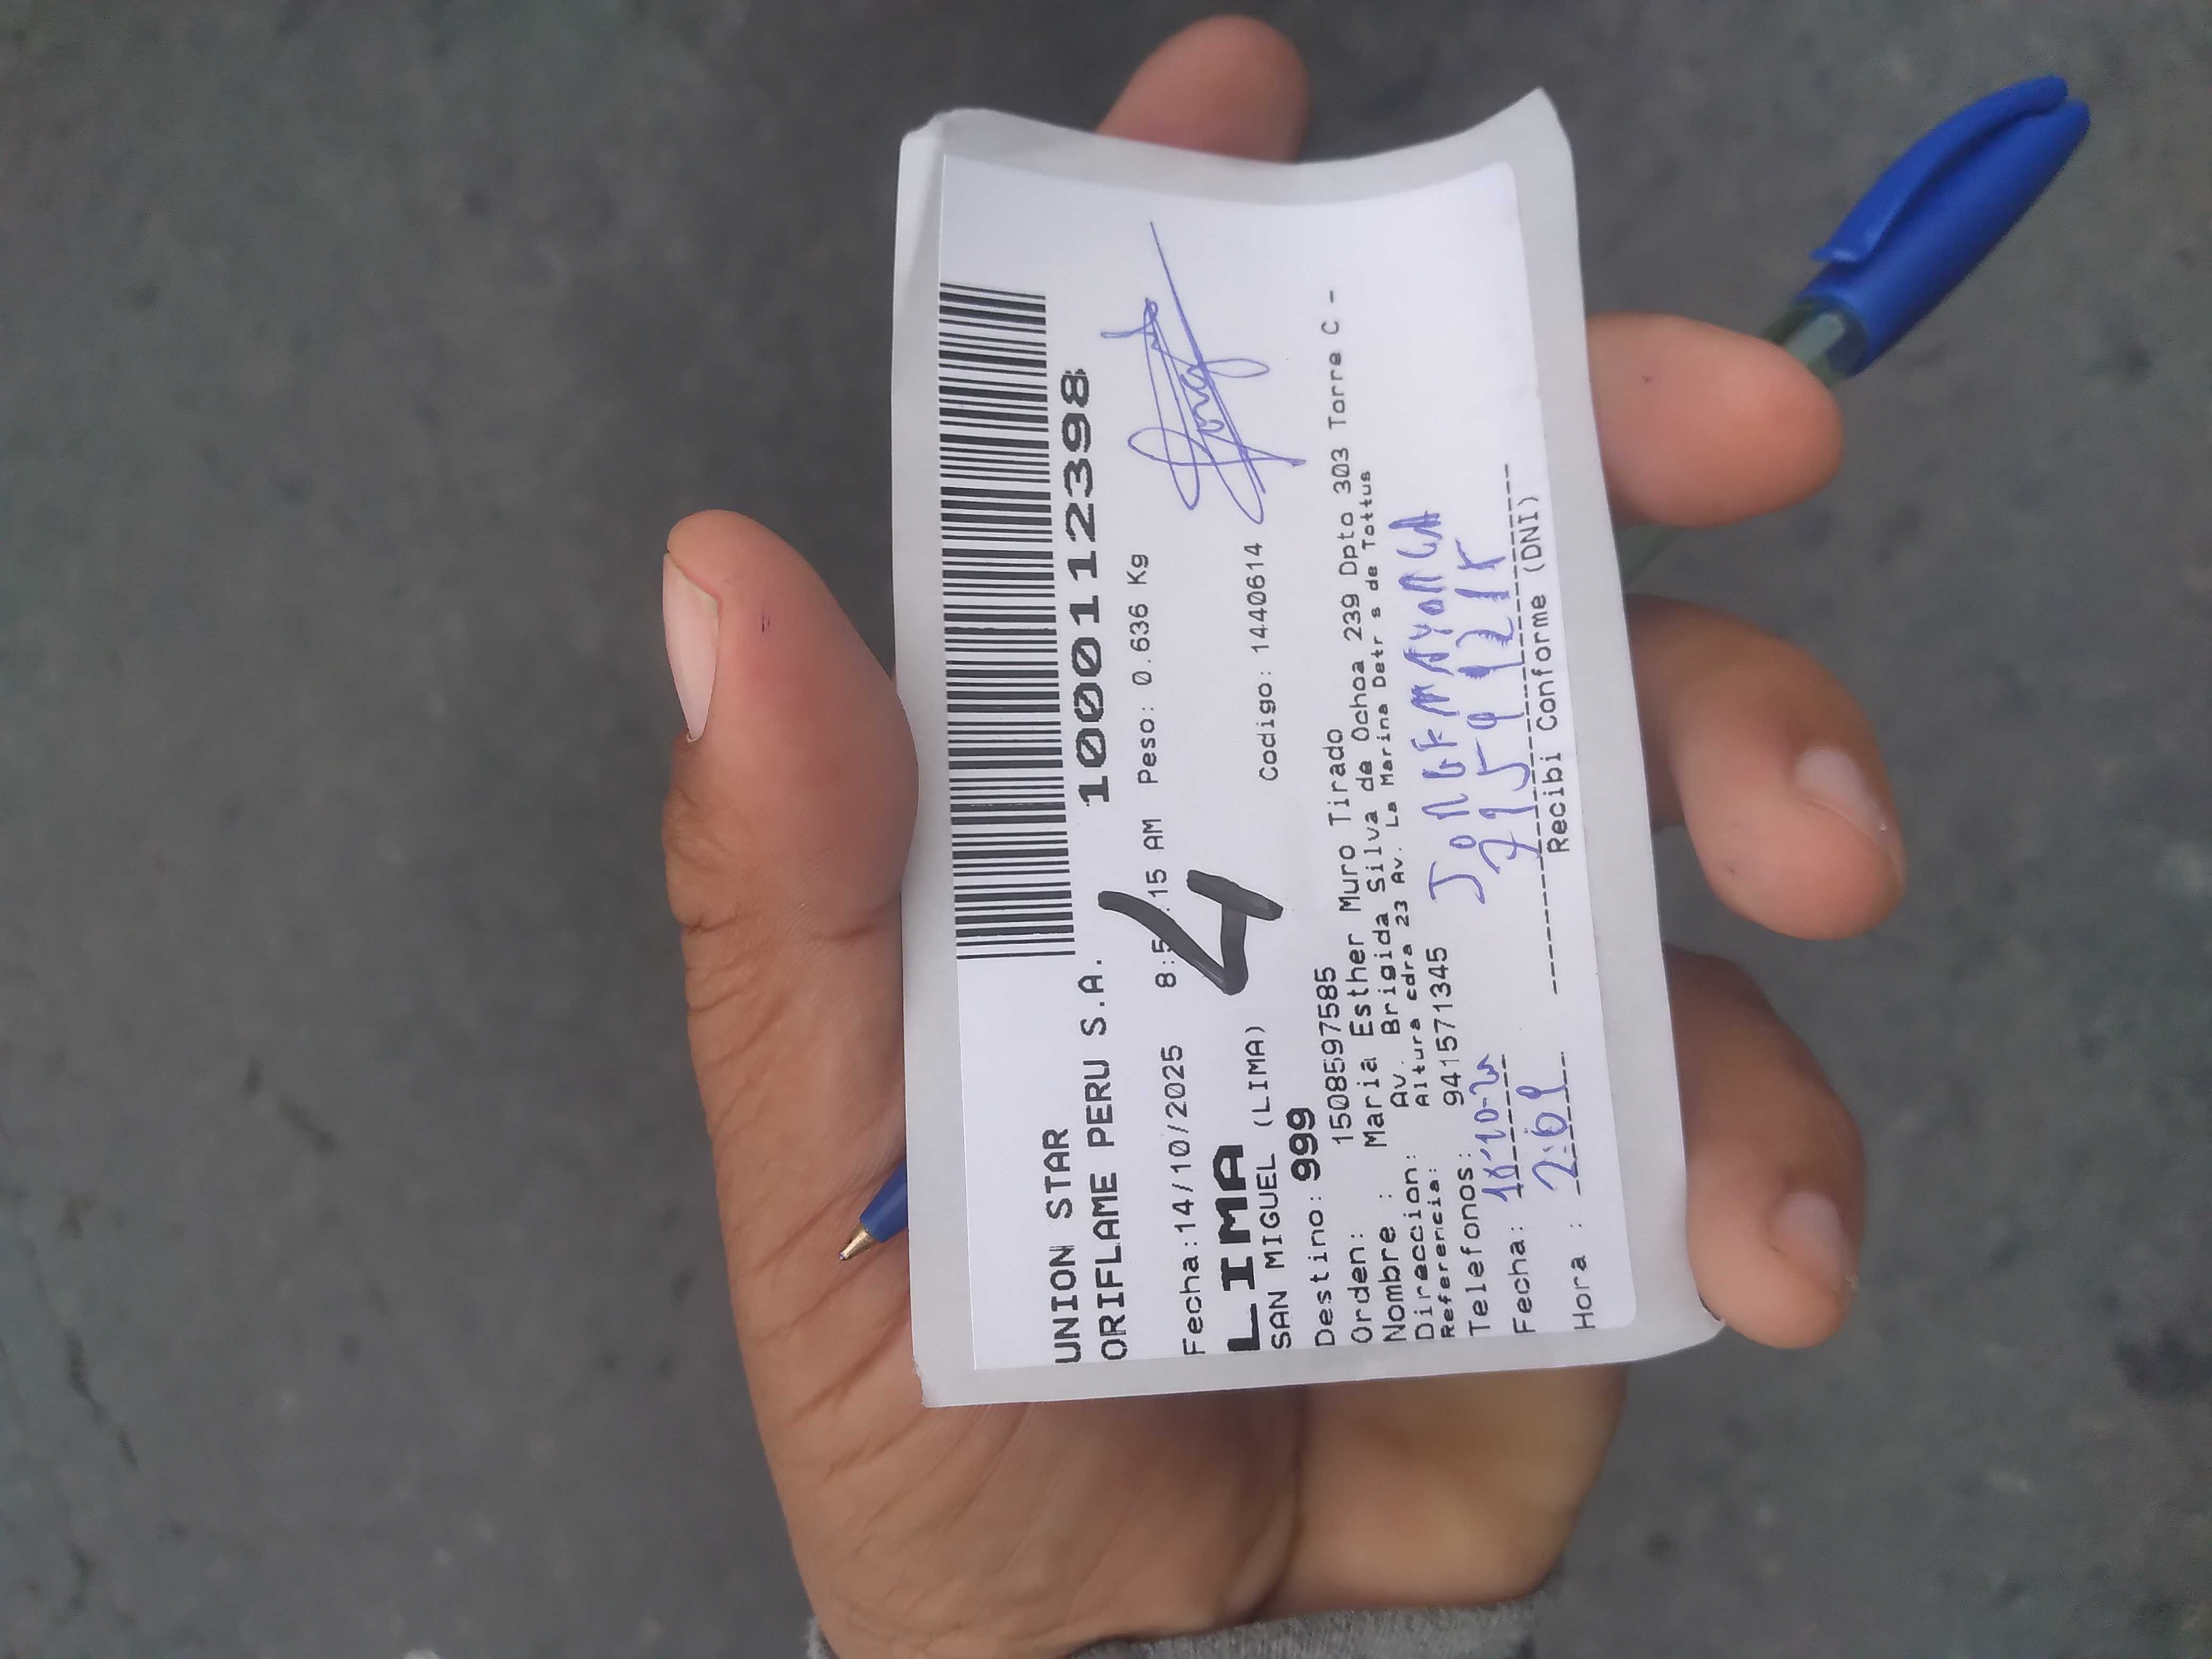 UNION STAR
ORIFLAME PERU S.A. 1000112398
Fecha:14/10/2025 8:5 :15 AM Peso: 0.636 Kg
LIMA 4
SAN MIGUEL (LIMA) Codigo: 1440614
Destino: 999
Orden: 1508597585
Nombre : Maria Esther Muro Tirado
Direccion: Av. Brigida Silva de Ochoa 239 Dpto 303 Torre C -
Referencia: Altura cdra 23 Av. La Marina Detr s de Tottus
Telefonos: 941571345
JORGE MAYORCA
Fecha:
Hora :
Recibi Conforme (DNI)